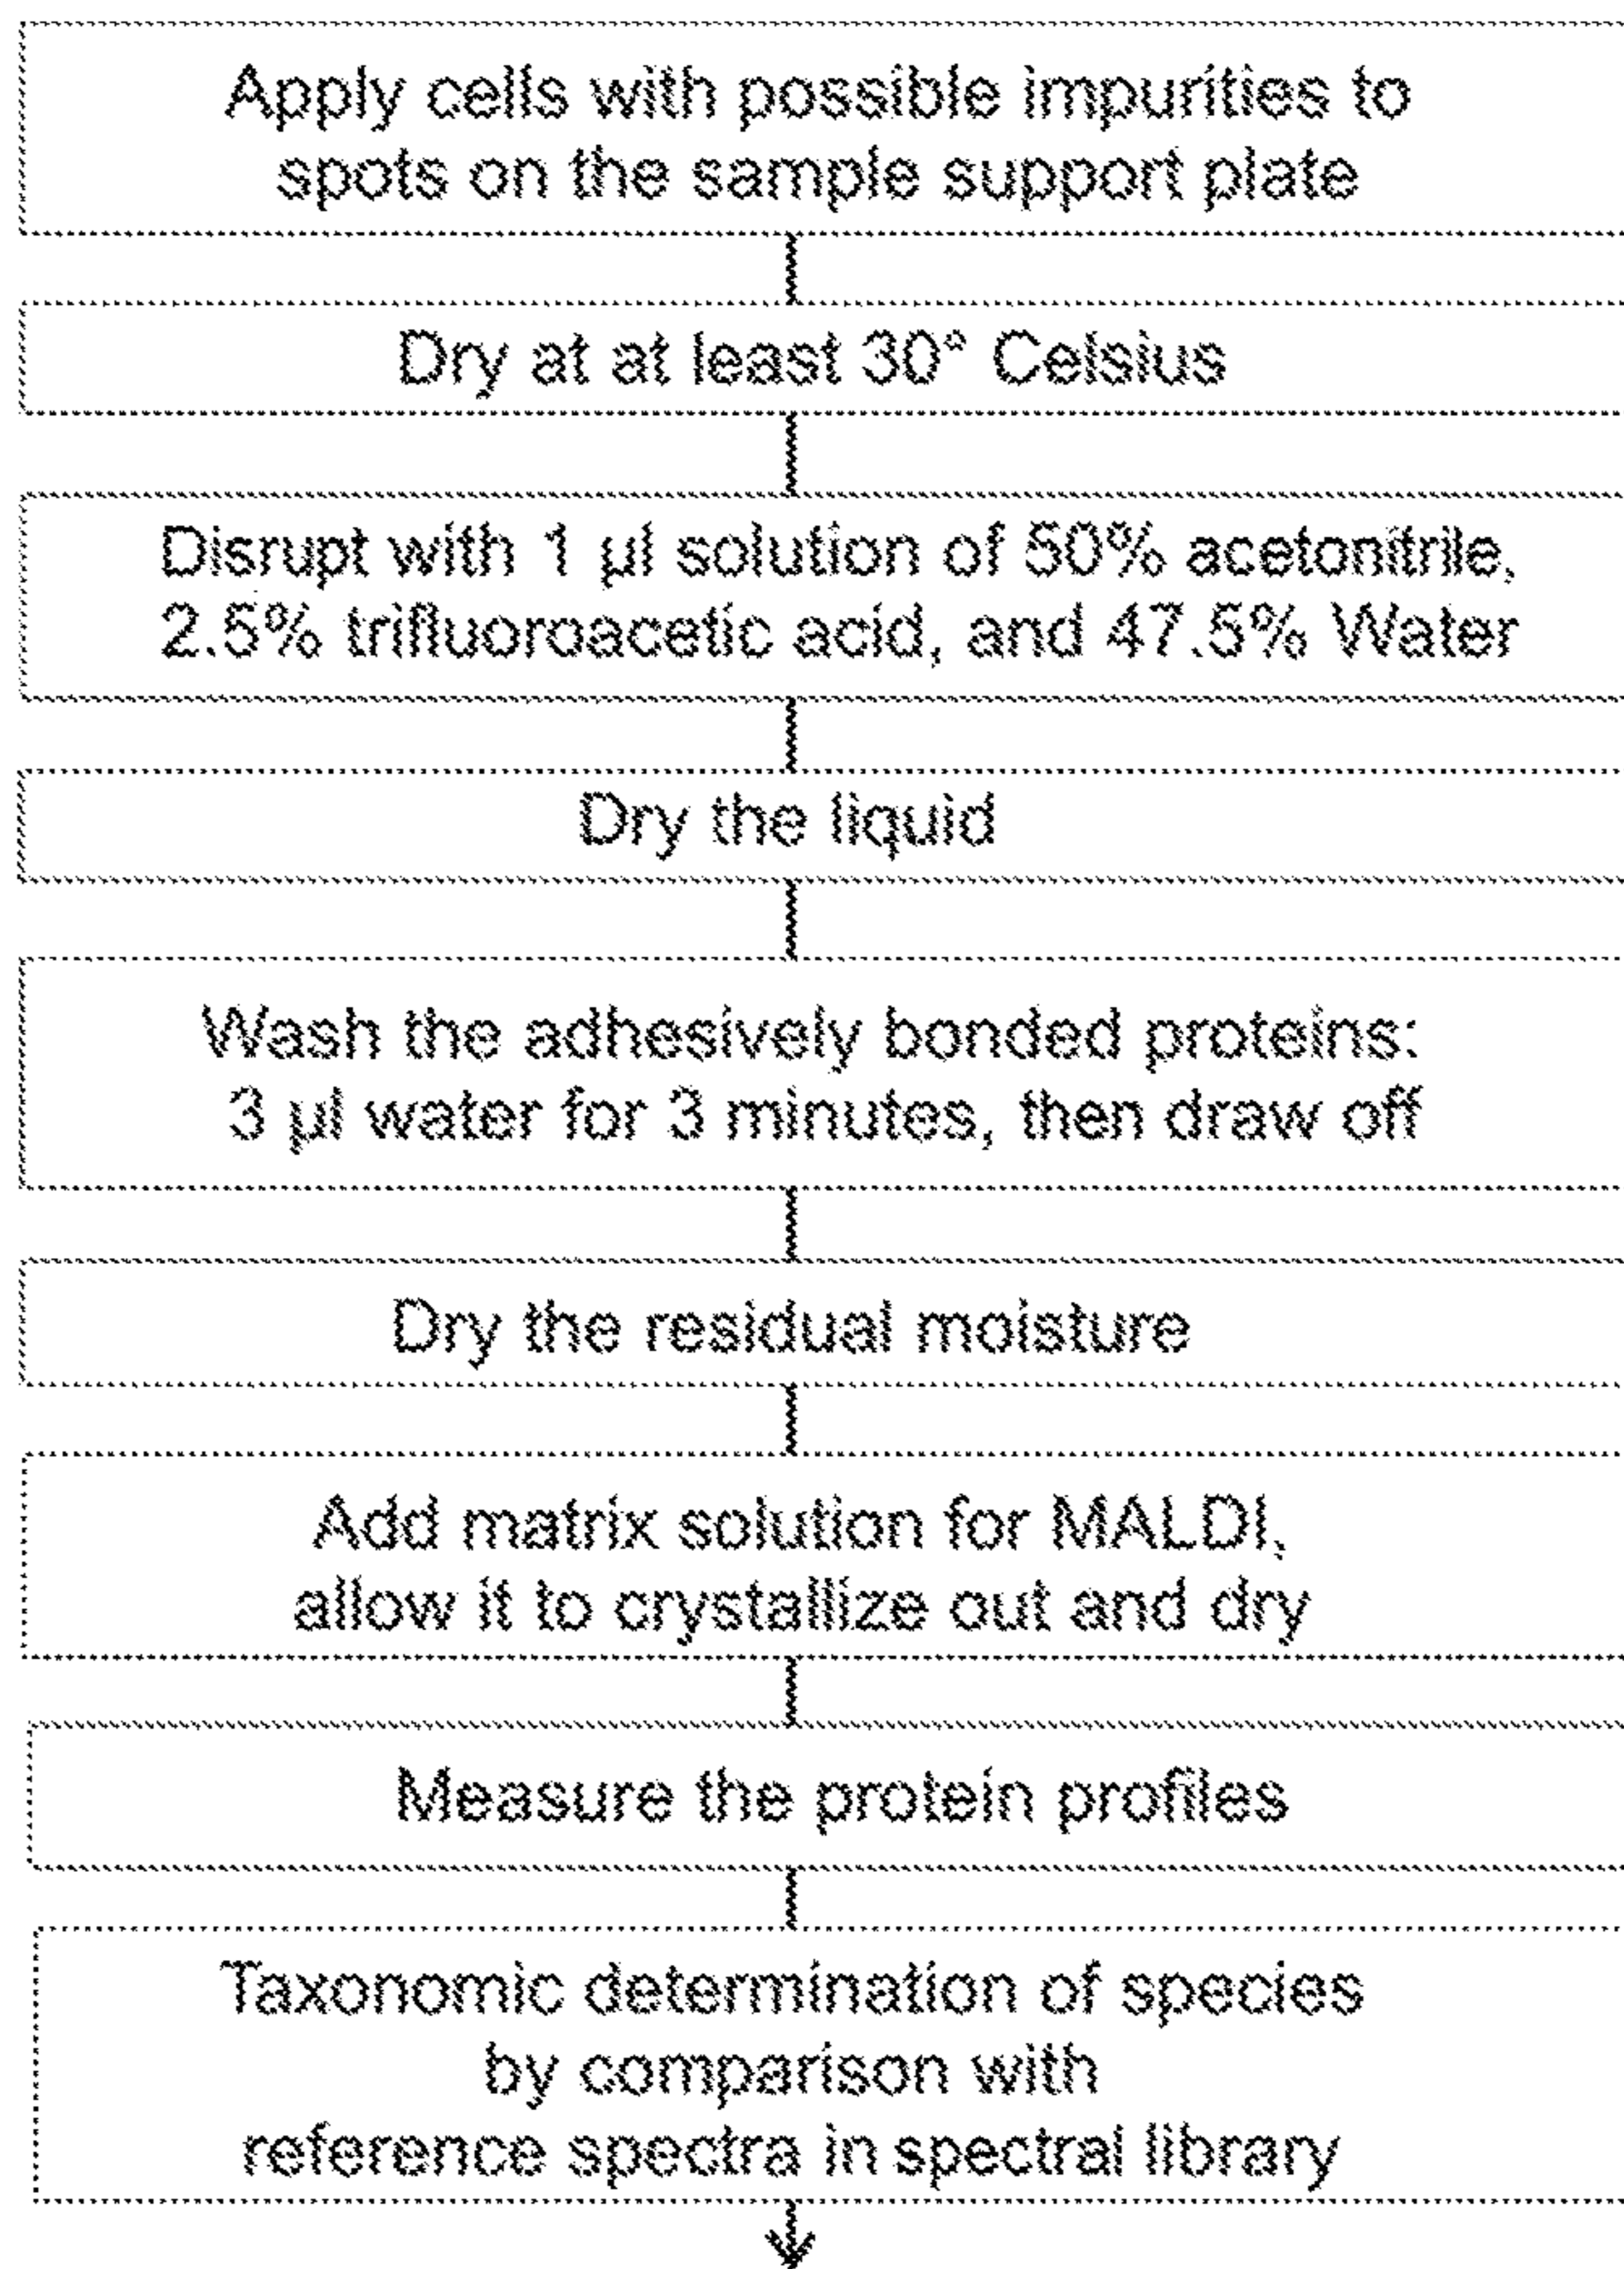 Apply cells with possible impurities to
spots on the sample support plate
Dry at at least 30° Celsius
Disrupt with 1 µl solution of 50% acetonitrile,
2.5% trifluoroacetic acid, and 47.5% Water
Dry the liquid
Wash the adhesively bonded proteins:
3 µl water for 3 minutes, then draw off
Dry the residual moisture
Add matrix solution for MALDI,
allow it to crystallize out and dry
Measure the protein profiles
Taxonomic determination of species
by comparison with
reference spectra in spectral library